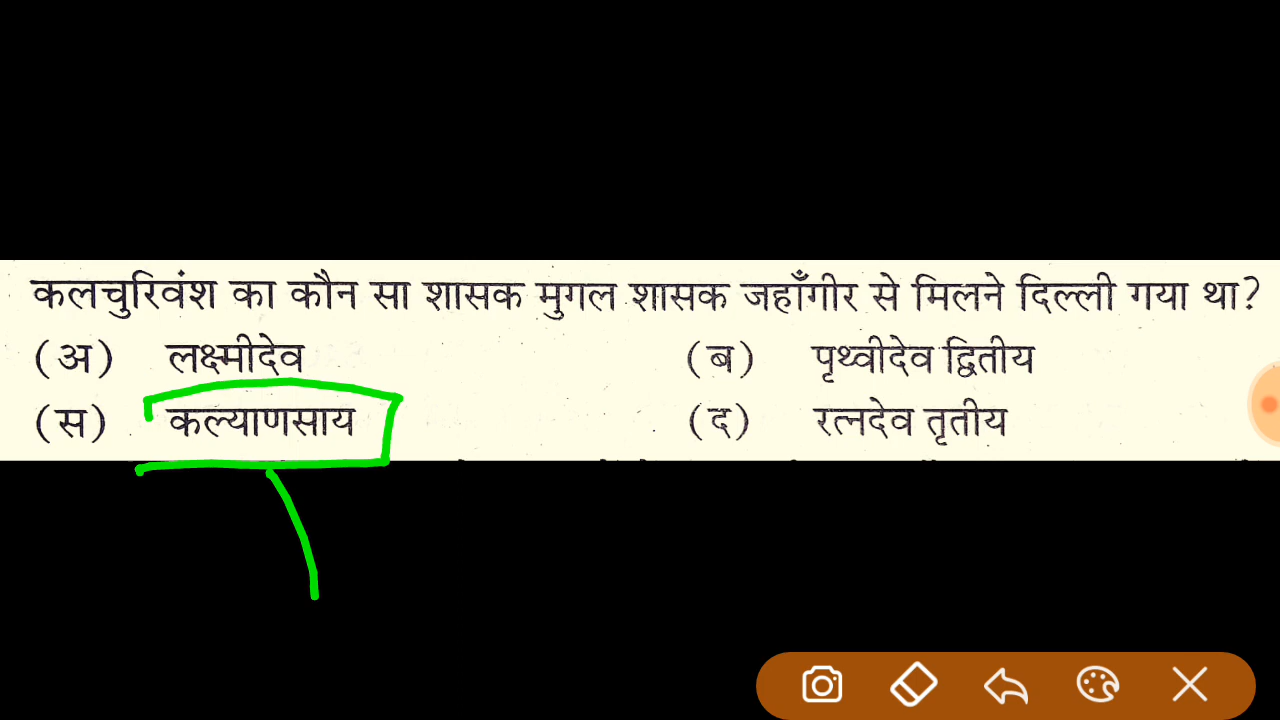 कलचुरिवंश का कौन सा शासक मुगल शासक जहाँगीर से मिलने दिल्ली गया था?
(अ) लक्ष्मीदेव (ब) पृथ्वीदेव द्वितीय
(स) कल्याणसाय (द) रत्नदेव तृतीय